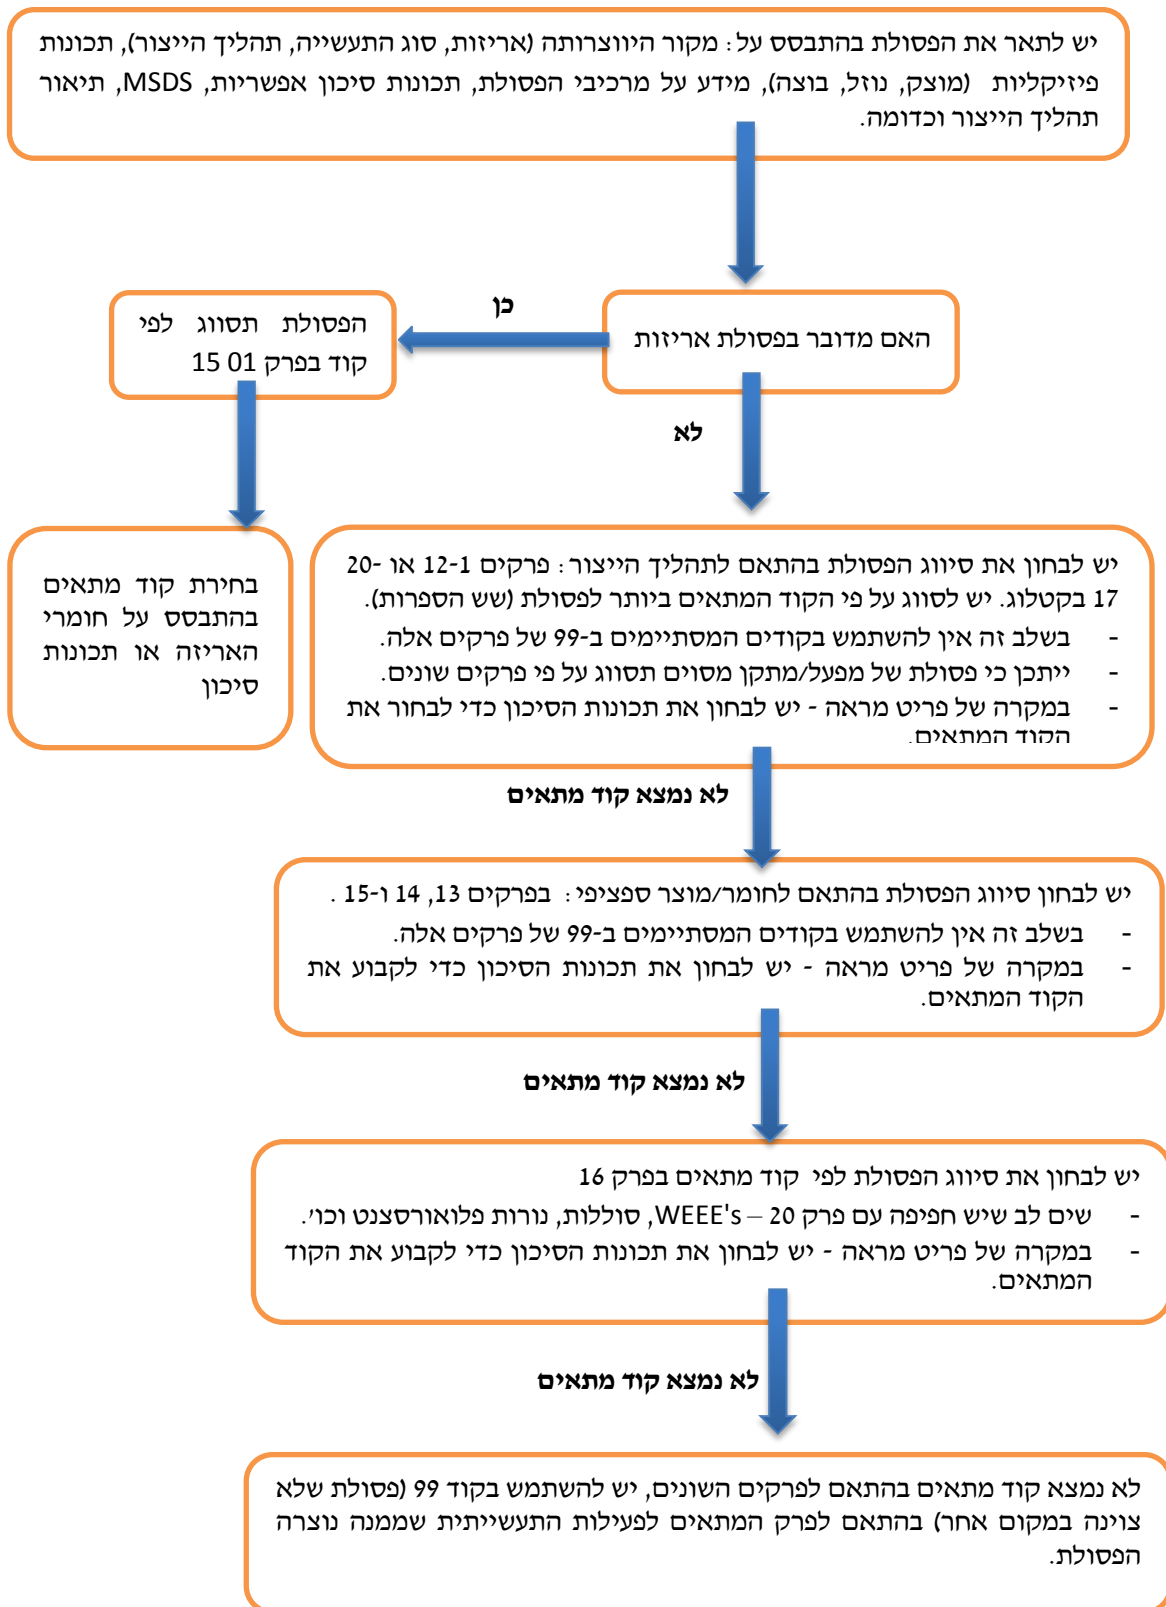 יש לתאר את הפסולת בהתבסס על: מקור היווצרותה (אריזות, סוג התעשייה, תהליך הייצור), תכונות
פיזיקליות (מוצק, נוזל, בוצה), מידע על מרכיבי הפסולת, תכונות סיכון אפשריות, MSDS, תיאור
תהליך הייצור וכדומה.
האם מדובר בפסולת אריזות
כן
הפסולת תסווג לפי
קוד בפרק 01 15
לא
בחירת קוד מתאים
בהתבסס על חומרי
האריזה או תכונות
סיכון
יש לבחון את סיווג הפסולת בהתאם לתהליך הייצור: פרקים 12-1 או 20-
17 בקטלוג. יש לסווג על פי הקוד המתאים ביותר לפסולת (שש הספרות).
- בשלב זה אין להשתמש בקודים המסתיימים ב-99 של פרקים אלה.
- ייתכן כי פסולת של מפעל/מתקן מסוים תסווג על פי פרקים שונים.
- במקרה של פריט מראה - יש לבחון את תכונות הסיכון כדי לבחור את
הקוד המתאים.
לא נמצא קוד מתאים
יש לבחון סיווג הפסולת בהתאם לחומר/מוצר ספציפי: בפרקים 13, 14 ו-15 .
- בשלב זה אין להשתמש בקודים המסתיימים ב-99 של פרקים אלה.
- במקרה של פריט מראה - יש לבחון את תכונות הסיכון כדי לקבוע את
הקוד המתאים.
לא נמצא קוד מתאים
יש לבחון את סיווג הפסולת לפי קוד מתאים בפרק 16
- שים לב שיש חפיפה עם פרק 20 – WEEE's, סוללות, נורות פלואורסצנט וכו'.
- במקרה של פריט מראה - יש לבחון את תכונות הסיכון כדי לקבוע את הקוד
המתאים.
לא נמצא קוד מתאים
לא נמצא קוד מתאים בהתאם לפרקים השונים, יש להשתמש בקוד 99 (פסולת שלא
צוינה במקום אחר) בהתאם לפרק המתאים לפעילות התעשייתית שממנה נוצרה
הפסולת.